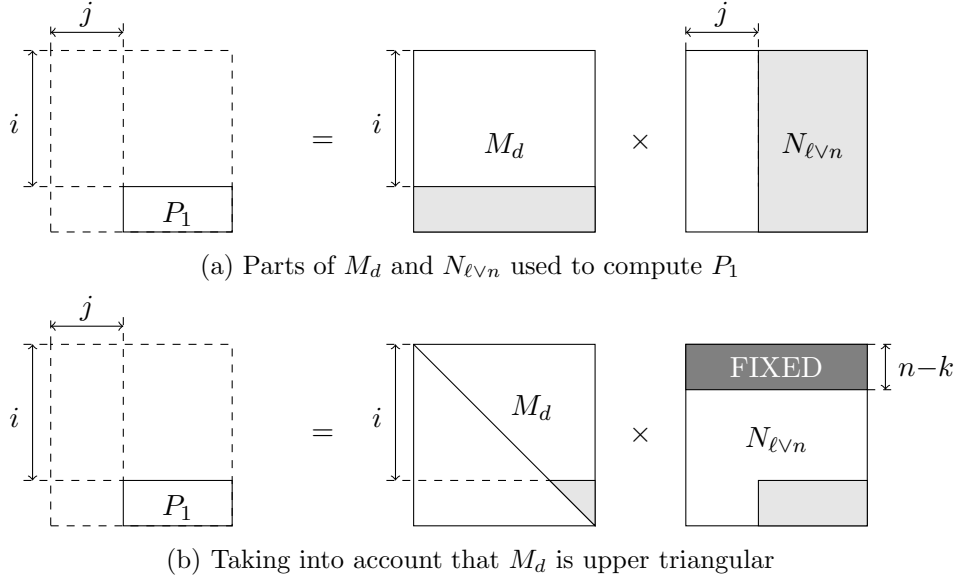 j j
i i
M_d N_{ℓ∨n}
= ×
P_1
(a) Parts of M_d and N_{ℓ∨n} used to compute P_1
j
FIXED n−k
i i
M_d
= × N_{ℓ∨n}
P_1
(b) Taking into account that M_d is upper triangular